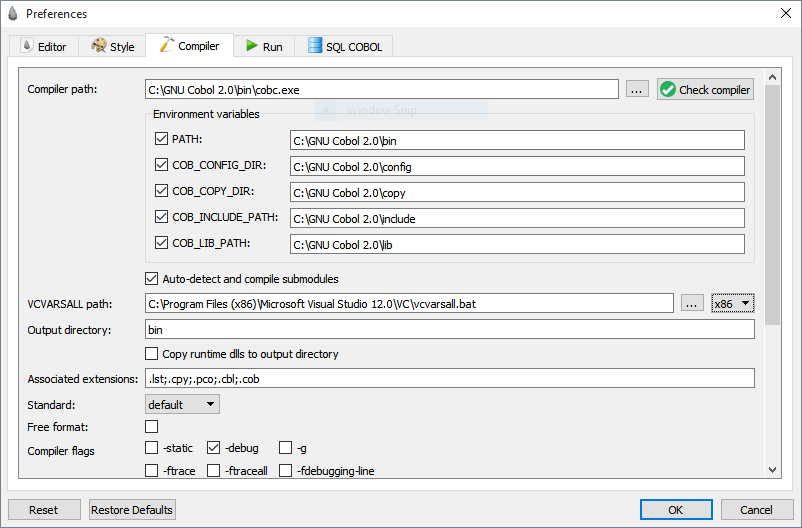 Preferences
Editor Style Compiler Run SQL COBOL
Compiler path: C:\GNU Cobol 2.0\bin\cobc.exe ... Check compiler
Window Snip
Environment variables
PATH: C:\GNU Cobol 2.0\bin
COB_CONFIG_DIR: C:\GNU Cobol 2.0\config
COB_COPY_DIR: C:\GNU Cobol 2.0\copy
COB_INCLUDE_PATH: C:\GNU Cobol 2.0\include
COB_LIB_PATH: C:\GNU Cobol 2.0\lib
Auto-detect and compile submodules
VCVARSALL path: C:\Program Files (x86)\Microsoft Visual Studio 12.0\VC\vcvarsall.bat ... x86
Output directory: bin
Copy runtime dlls to output directory
Associated extensions: .lst;.cpy;.pco;.cbl;.cob
Standard: default
Free format:
Compiler flags -static -debug -g
-ftrace -ftraceall -fdebugging-line
Reset Restore Defaults OK Cancel